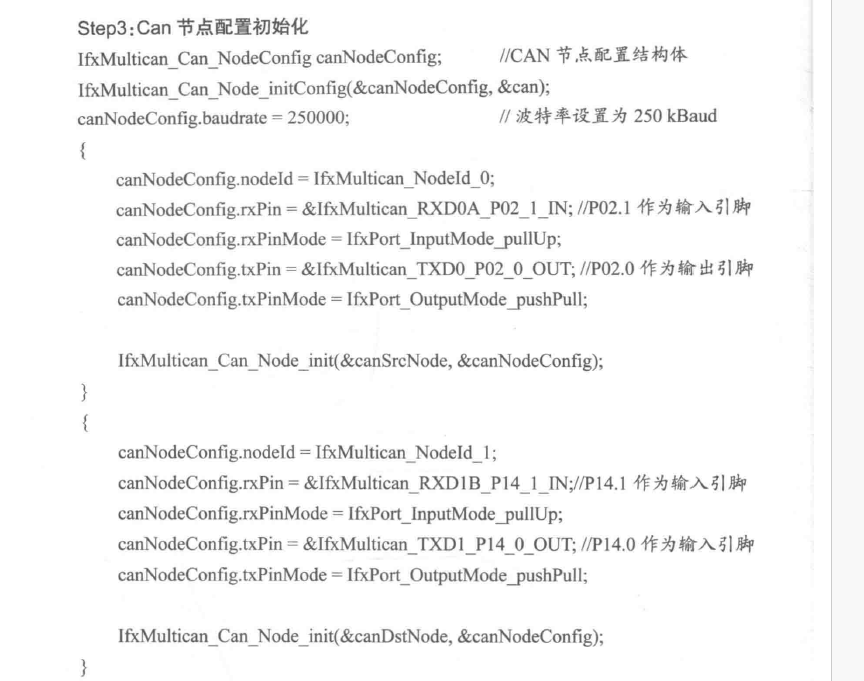 Step3:Can 节点配置初始化
IfxMultican_Can_NodeConfig canNodeConfig; //CAN 节点配置结构体
IfxMultican_Can_Node_initConfig(&canNodeConfig, &can);
canNodeConfig.baudrate = 250000; // 波特率设置为 250 kBaud
{
canNodeConfig.nodeId = IfxMultican_NodeId_0;
canNodeConfig.rxPin = &IfxMultican_RXD0A_P02_1_IN; //P02.1 作为输入引脚
canNodeConfig.rxPinMode = IfxPort_InputMode_pullUp;
canNodeConfig.txPin = &IfxMultican_TXD0_P02_0_OUT; //P02.0 作为输出引脚
canNodeConfig.txPinMode = IfxPort_OutputMode_pushPull;
IfxMultican_Can_Node_init(&canSrcNode, &canNodeConfig);
}
{
canNodeConfig.nodeId = IfxMultican_NodeId_1;
canNodeConfig.rxPin = &IfxMultican_RXD1B_P14_1_IN;//P14.1 作为输入引脚
canNodeConfig.rxPinMode = IfxPort_InputMode_pullUp;
canNodeConfig.txPin = &IfxMultican_TXD1_P14_0_OUT; //P14.0 作为输入引脚
canNodeConfig.txPinMode = IfxPort_OutputMode_pushPull;
IfxMultican_Can_Node_init(&canDstNode, &canNodeConfig);
}